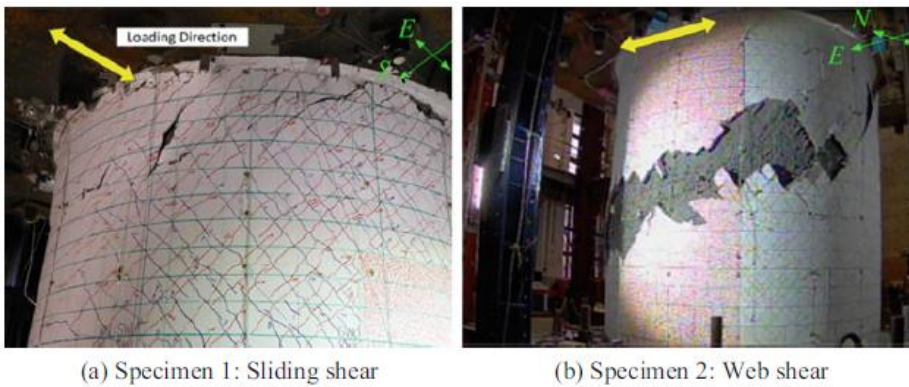 Loading Direction
E
S
N
E
(a) Specimen 1: Sliding shear
(b) Specimen 2: Web shear